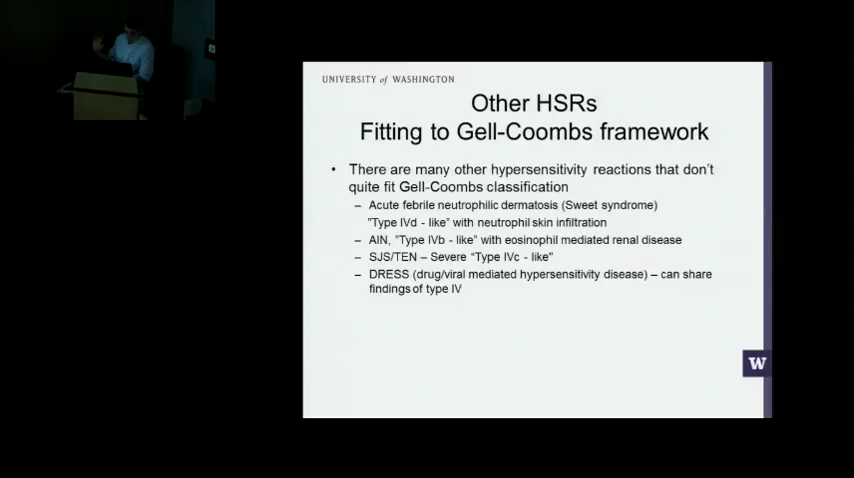 UNIVERSITY of WASHINGTON
Other HSRs
Fitting to Gell-Coombs framework
• There are many other hypersensitivity reactions that don't
quite fit Gell-Coombs classification
– Acute febrile neutrophilic dermatosis (Sweet syndrome)
"Type IVd - like" with neutrophil skin infiltration
– AIN, "Type IVb - like" with eosinophil mediated renal disease
– SJS/TEN – Severe "Type IVc - like"
– DRESS (drug/viral mediated hypersensitivity disease) – can share
findings of type IV
W